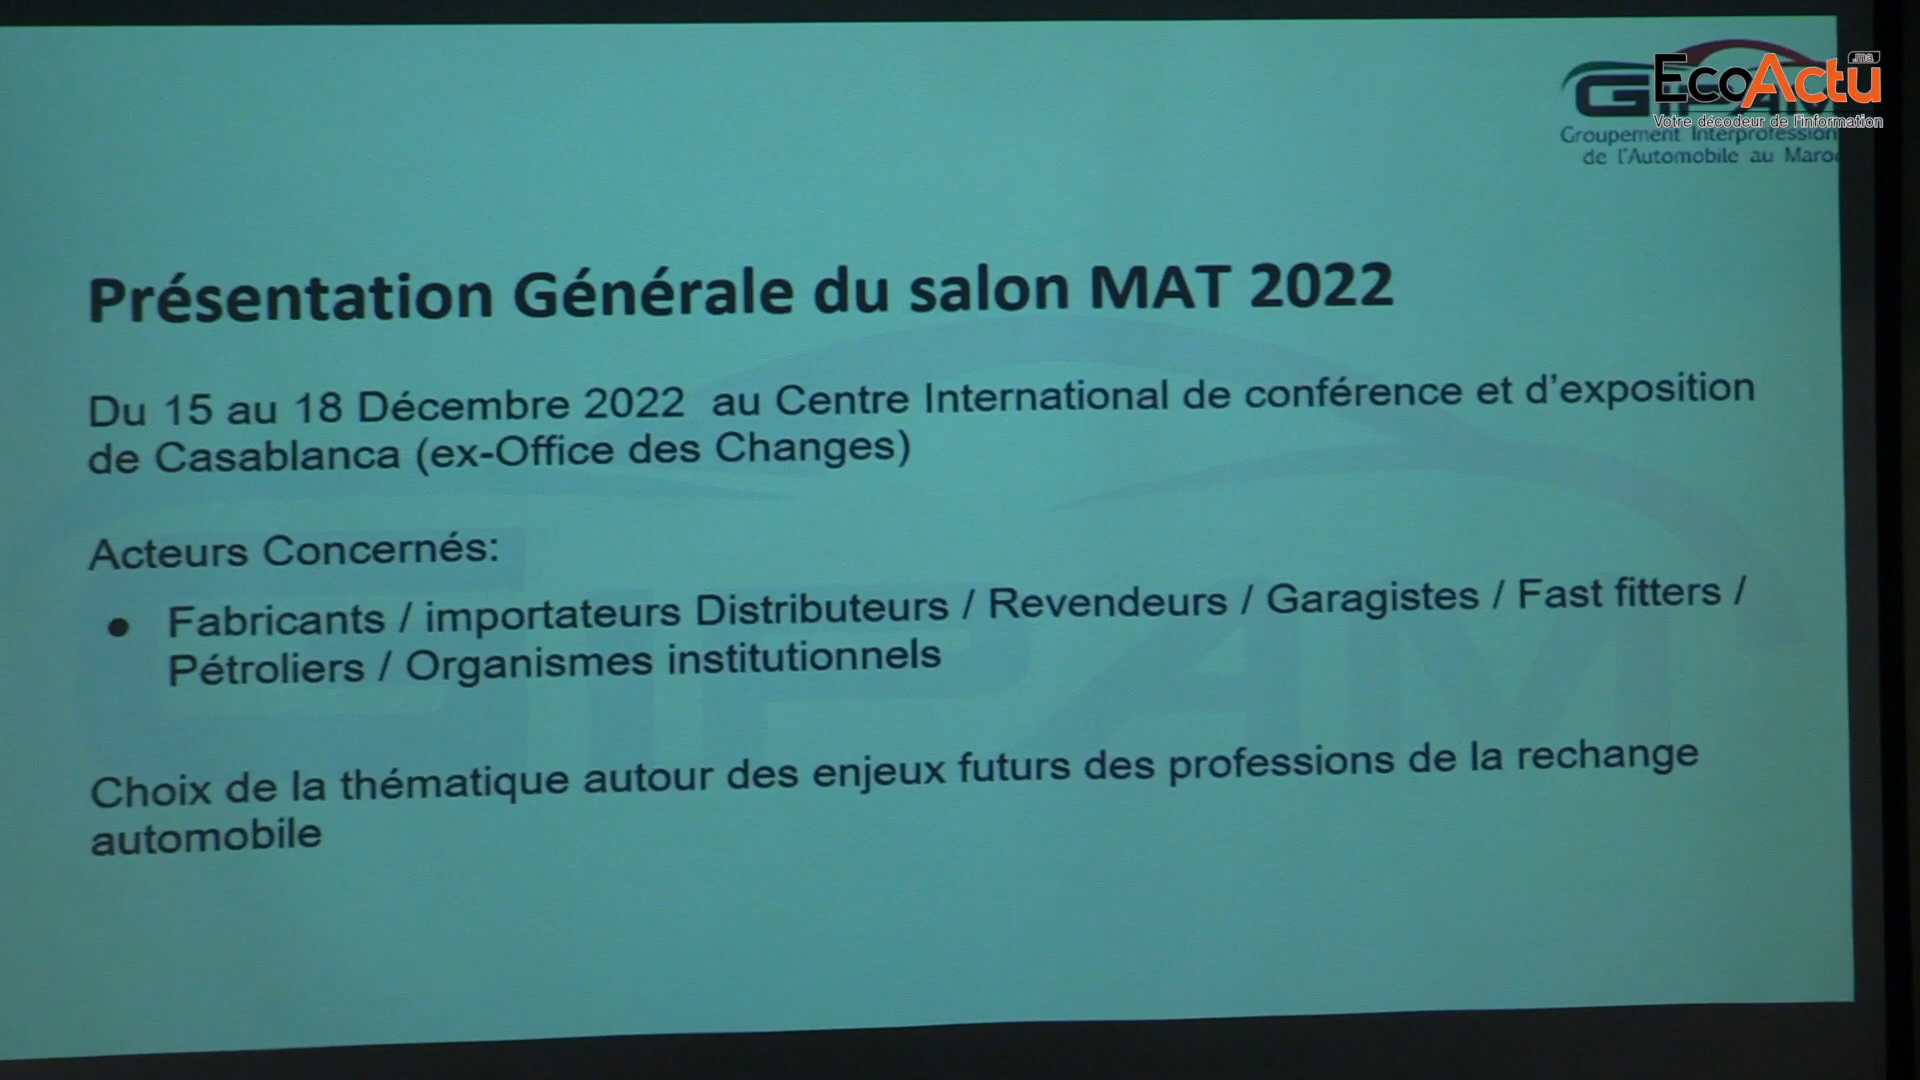 EcoActu
.ma
Votre décodeur de l'information
Groupement
de l'Automobile au Maroc
Présentation Générale du salon MAT 2022
Du 15 au 18 Décembre 2022 au Centre International de conférence et d'exposition
de Casablanca (ex-Office des Changes)
Acteurs Concernés:
● Fabricants / importateurs Distributeurs / Revendeurs / Garagistes / Fast fitters /
Pétroliers / Organismes institutionnels
Choix de la thématique autour des enjeux futurs des professions de la rechange
automobile